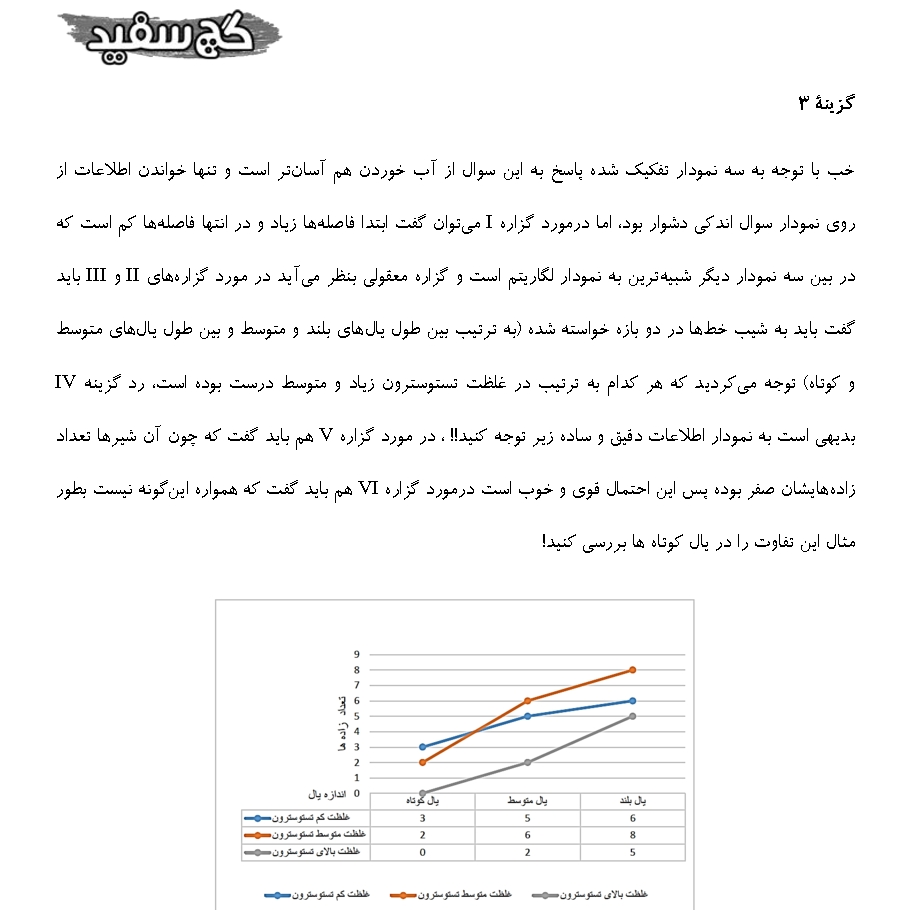 گچ سفید
گزینهٔ ۳
خب با توجه به سه نمودار تفکیک شده پاسخ به این سوال از آب خوردن هم آسان‌تر است و تنها خواندن اطلاعات از
روی نمودار سوال اندکی دشوار بود، اما درمورد گزاره I می‌توان گفت ابتدا فاصله‌ها زیاد و در انتها فاصله‌ها کم است که
در بین سه نمودار دیگر شبیه‌ترین به نمودار لگاریتم است و گزاره معقولی بنظر می‌آید در مورد گزاره‌های II و III باید
گفت باید به شیب خط‌ها در دو بازه خواسته شده (به ترتیب بین طول یال‌های بلند و متوسط و بین طول یال‌های متوسط
و کوتاه) توجه می‌کردید که هر کدام به ترتیب در غلظت تستوسترون زیاد و متوسط درست بوده است، رد گزینه IV
بدیهی است به نمودار اطلاعات دقیق و ساده زیر توجه کنید!! ، در مورد گزاره V هم باید گفت که چون آن شیرها تعداد
زاده‌هایشان صفر بوده پس این احتمال قوی و خوب است درمورد گزاره VI هم باید گفت که همواره این‌گونه نیست بطور
مثال این تفاوت را در یال کوتاه ها بررسی کنید!
9
8
7
6
5
4
3
2
1
0
تعداد زاده ها
اندازه یال
یال کوتاه یال متوسط یال بلند
غلظت کم تستوسترون 3 5 6
غلظت متوسط تستوسترون 2 6 8
غلظت بالای تستوسترون 0 2 5
غلظت کم تستوسترون غلظت متوسط تستوسترون غلظت بالای تستوسترون